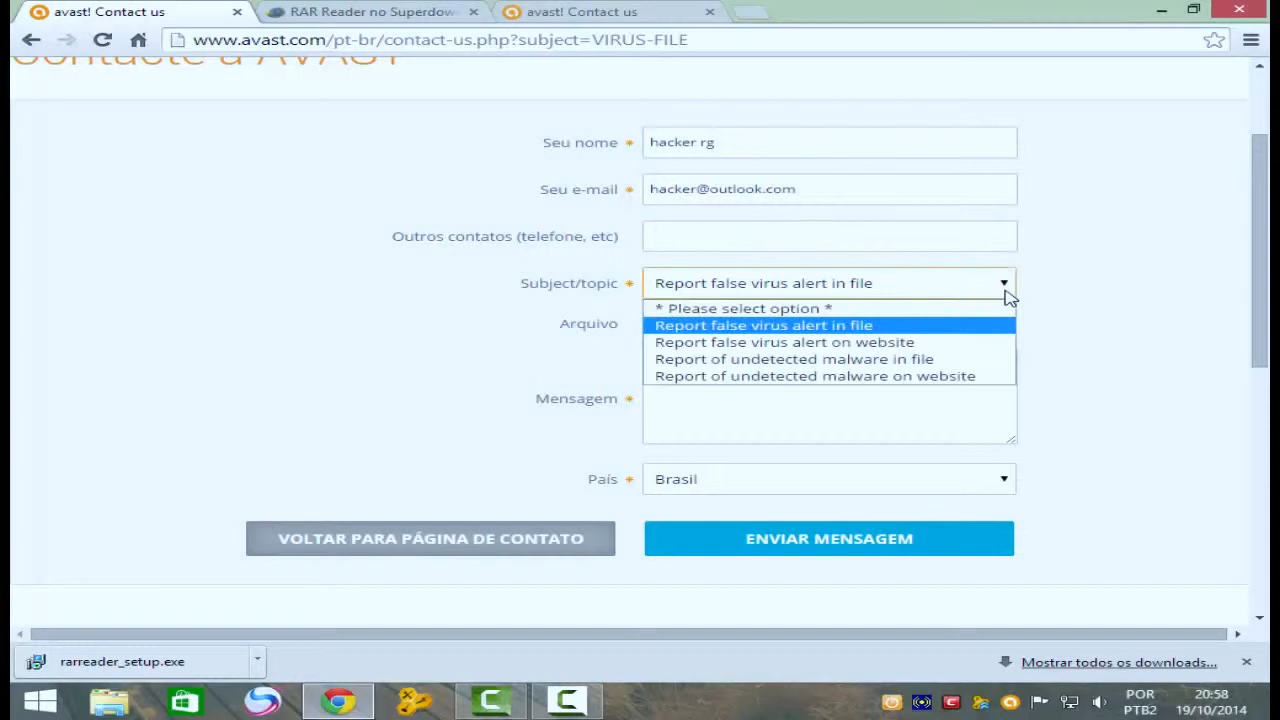 avast! Contact us
RAR Reader no Superdow
avast! Contact us
www.avast.com/pt-br/contact-us.php?subject=VIRUS-FILE
Contacte a AVAST
Seu nome * hacker rg
Seu e-mail * hacker@outlook.com
Outros contatos (telefone, etc)
Subject/topic * Report false virus alert in file
* Please select option *
Arquivo
Report false virus alert in file
Report false virus alert on website
Report of undetected malware in file
Report of undetected malware on website
Mensagem *
País * Brasil
VOLTAR PARA PÁGINA DE CONTATO
ENVIAR MENSAGEM
rarreader_setup.exe
Mostrar todos os downloads...
POR
PTB2
20:58
19/10/2014